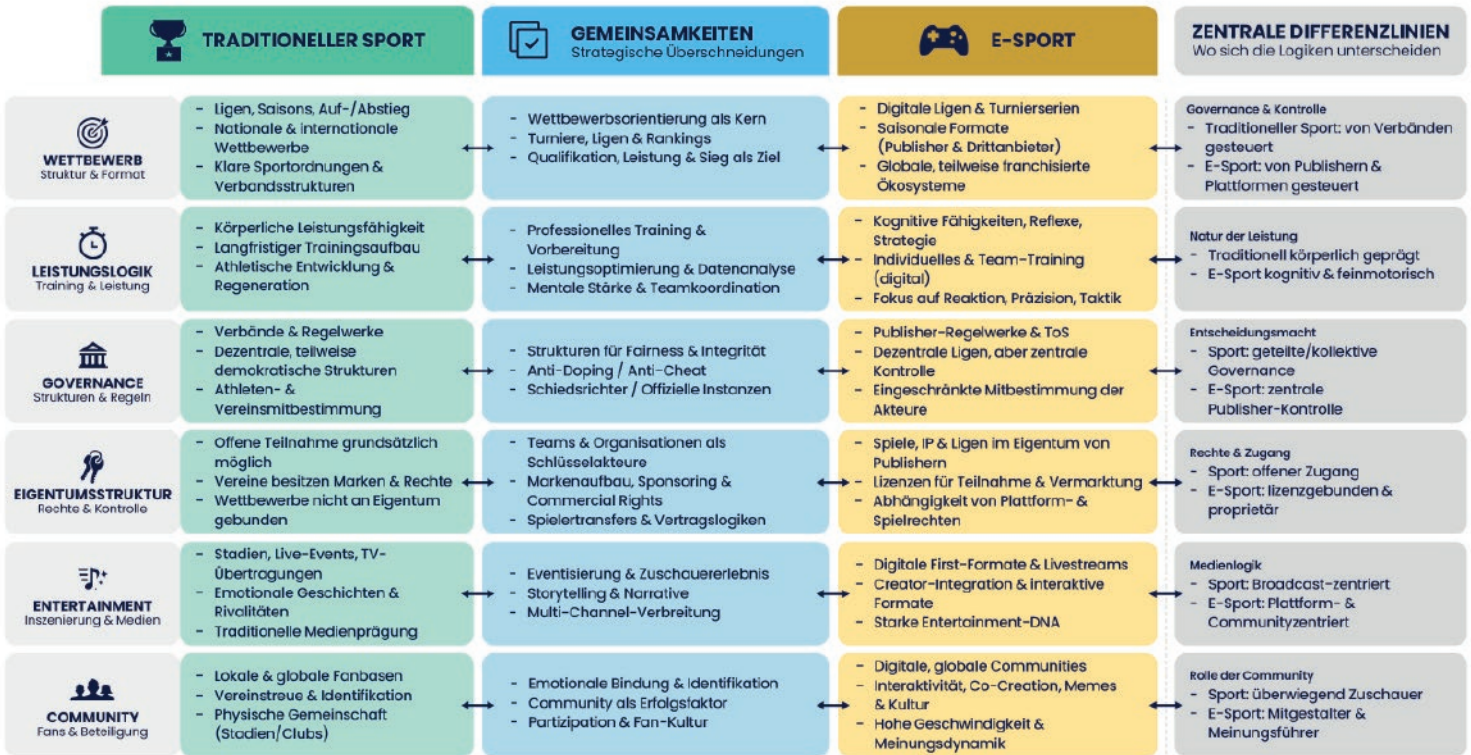 TRADITIONELLER SPORT
GEMEINSAMKEITEN
Strategische Überschneidungen
E-SPORT
ZENTRALE DIFFERENZLINIEN
Wo sich die Logiken unterscheiden
WETTBEWERB
Struktur & Format
- Ligen, Saisons, Auf-/Abstieg
- Nationale & internationale
Wettbewerbe
- Klare Sportordnungen &
Verbandsstrukturen
- Wettbewerbsorientierung als Kern
- Turniere, Ligen & Rankings
- Qualifikation, Leistung & Sieg als Ziel
- Digitale Ligen & Turnierserien
- Saisonale Formate
(Publisher & Drittanbieter)
- Globale, teilweise franchisierte
Ökosysteme
Governance & Kontrolle
- Traditioneller Sport: von Verbänden
gesteuert
- E-Sport: von Publishern &
Plattformen gesteuert
LEISTUNGSLOGIK
Training & Leistung
- Körperliche Leistungsfähigkeit
- Langfristiger Trainingsaufbau
- Athletische Entwicklung &
Regeneration
- Professionelles Training &
Vorbereitung
- Leistungsoptimierung & Datenanalyse
- Mentale Stärke & Teamkoordination
- Kognitive Fähigkeiten, Reflexe,
Strategie
- Individuelles & Team-Training
(digital)
- Fokus auf Reaktion, Präzision, Taktik
Natur der Leistung
- Traditionell körperlich geprägt
- E-Sport kognitiv & feinmotorisch
GOVERNANCE
Strukturen & Regeln
- Verbände & Regelwerke
- Dezentrale, teilweise
demokratische Strukturen
- Athleten- &
Vereinsmitbestimmung
- Strukturen für Fairness & Integrität
- Anti-Doping / Anti-Cheat
- Schiedsrichter / Offizielle Instanzen
- Publisher-Regelwerke & ToS
- Dezentrale Ligen, aber zentrale
Kontrolle
- Eingeschränkte Mitbestimmung der
Akteure
Entscheidungsmacht
- Sport: geteilte/kollektive
Governance
- E-Sport: zentrale
Publisher-Kontrolle
EIGENTUMSSTRUKTUR
Rechte & Kontrolle
- Offene Teilnahme grundsätzlich
möglich
- Vereine besitzen Marken & Rechte
- Wettbewerbe nicht an Eigentum
gebunden
- Teams & Organisationen als
Schlüsselakteure
- Markenaufbau, Sponsoring &
Commercial Rights
- Spielertransfers & Vertragslogiken
- Spiele, IP & Ligen im Eigentum von
Publishern
- Lizenzen für Teilnahme & Vermarktung
- Abhängigkeit von Plattform- &
Spielrechten
Rechte & Zugang
- Sport: offener Zugang
- E-Sport: lizenzgebunden &
proprietär
ENTERTAINMENT
Inszenierung & Medien
- Stadien, Live-Events, TV-
Übertragungen
- Emotionale Geschichten &
Rivalitäten
- Traditionelle Medienprägung
- Eventisierung & Zuschauererlebnis
- Storytelling & Narrative
- Multi-Channel-Verbreitung
- Digitale First-Formate & Livestreams
- Creator-Integration & interaktive
Formate
- Starke Entertainment-DNA
Medienlogik
- Sport: Broadcast-zentriert
- E-Sport: Plattform- &
Communityzentriert
COMMUNITY
Fans & Beteiligung
- Lokale & globale Fanbasen
- Vereinstreue & Identifikation
- Physische Gemeinschaft
(Stadien/Clubs)
- Emotionale Bindung & Identifikation
- Community als Erfolgsfaktor
- Partizipation & Fan-Kultur
- Digitale, globale Communities
- Interaktivität, Co-Creation, Memes
& Kultur
- Hohe Geschwindigkeit &
Meinungsdynamik
Rolle der Community
- Sport: überwiegend Zuschauer
- E-Sport: Mitgestalter &
Meinungsführer